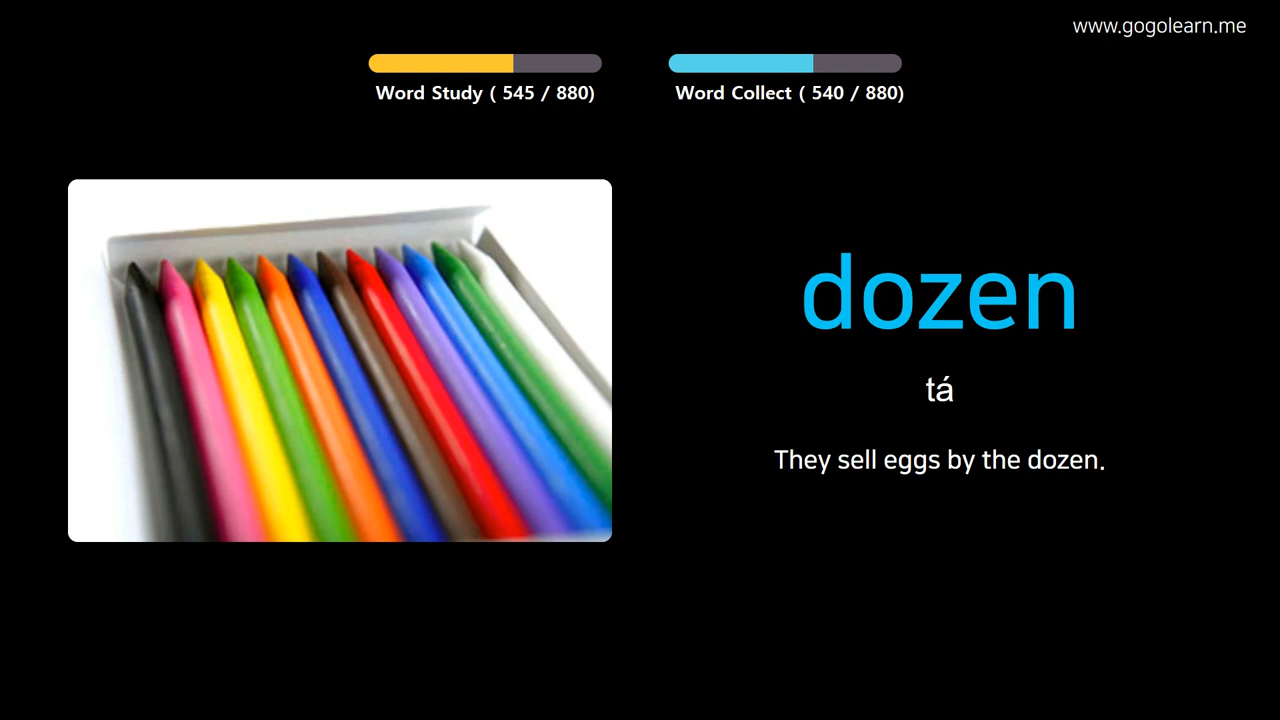 www.gogolearn.me
Word Study ( 545 / 880)
Word Collect ( 540 / 880)
dozen
tá
They sell eggs by the dozen.